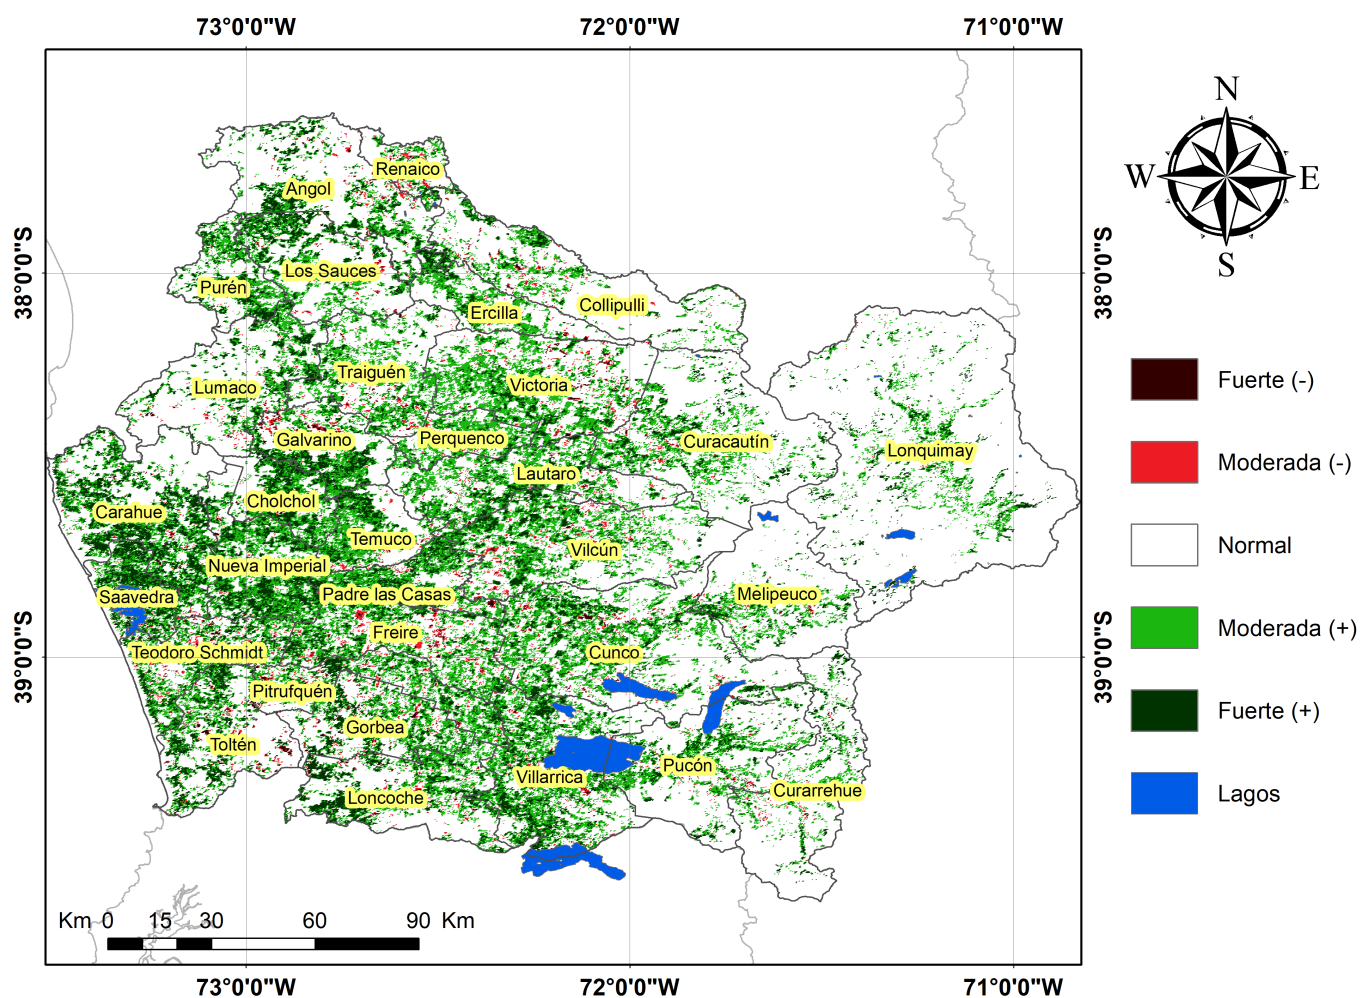 73°0'0"W
72°0'0"W
71°0'0"W
38°0'0"S
39°0'0"S
38°0'0"S
39°0'0"S
N
W
E
S
Renaico
Angol
Los Sauces
Purén
Collipulli
Ercilla
Traiguén
Victoria
Lumaco
Galvarino
Perquenco
Curacautín
Lonquimay
Lautaro
Cholchol
Carahue
Temuco
Vilcún
Nueva Imperial
Saavedra
Padre las Casas
Melipeuco
Freire
Teodoro Schmidt
Cunco
Pitrufquén
Gorbea
Toltén
Pucón
Villarrica
Curarrehue
Loncoche
Fuerte (-)
Moderada (-)
Normal
Moderada (+)
Fuerte (+)
Lagos
Km 0 15 30 60 90 Km
73°0'0"W
72°0'0"W
71°0'0"W